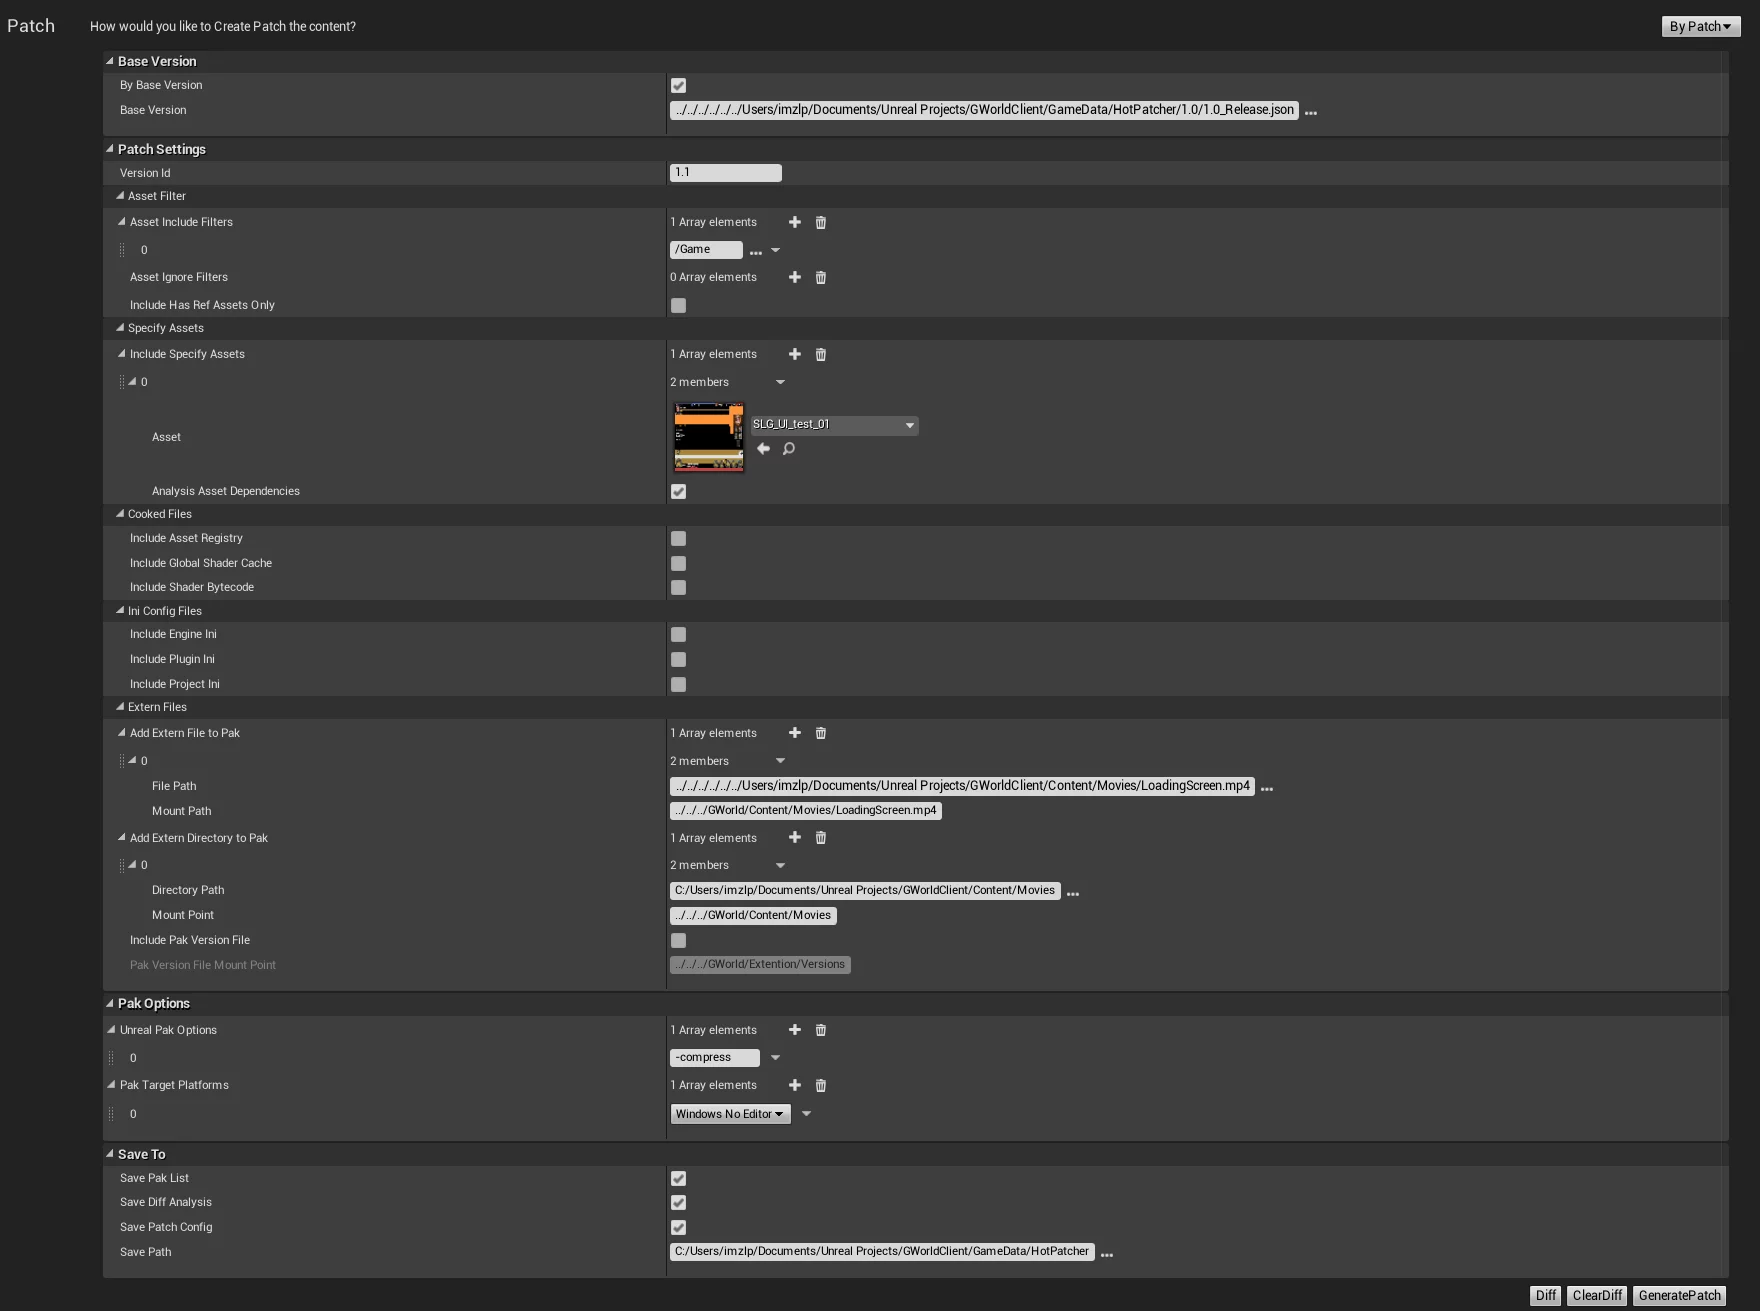 Patch How would you like to Create Patch the content? By Patch
Base Version
By Base Version
Base Version ../../../../../../Users/imzlp/Documents/Unreal Projects/GWorldClient/GameData/HotPatcher/1.0/1.0_Release.json ...
Patch Settings
Version Id 1.1
Asset Filter
Asset Include Filters 1 Array elements
0 /Game ...
Asset Ignore Filters 0 Array elements
Include Has Ref Assets Only
Specify Assets
Include Specify Assets 1 Array elements
0 2 members
Asset SLG_UI_test_01
Analysis Asset Dependencies
Cooked Files
Include Asset Registry
Include Global Shader Cache
Include Shader Bytecode
Ini Config Files
Include Engine Ini
Include Plugin Ini
Include Project Ini
Extern Files
Add Extern File to Pak 1 Array elements
0 2 members
File Path ../../../../../../Users/imzlp/Documents/Unreal Projects/GWorldClient/Content/Movies/LoadingScreen.mp4 ...
Mount Path ../../../GWorld/Content/Movies/LoadingScreen.mp4
Add Extern Directory to Pak 1 Array elements
0 2 members
Directory Path C:/Users/imzlp/Documents/Unreal Projects/GWorldClient/Content/Movies ...
Mount Point ../../../GWorld/Content/Movies
Include Pak Version File
Pak Version File Mount Point ../../../GWorld/Extention/Versions
Pak Options
Unreal Pak Options 1 Array elements
0 -compress
Pak Target Platforms 1 Array elements
0 Windows No Editor
Save To
Save Pak List
Save Diff Analysis
Save Patch Config
Save Path C:/Users/imzlp/Documents/Unreal Projects/GWorldClient/GameData/HotPatcher ...
Diff ClearDiff GeneratePatch